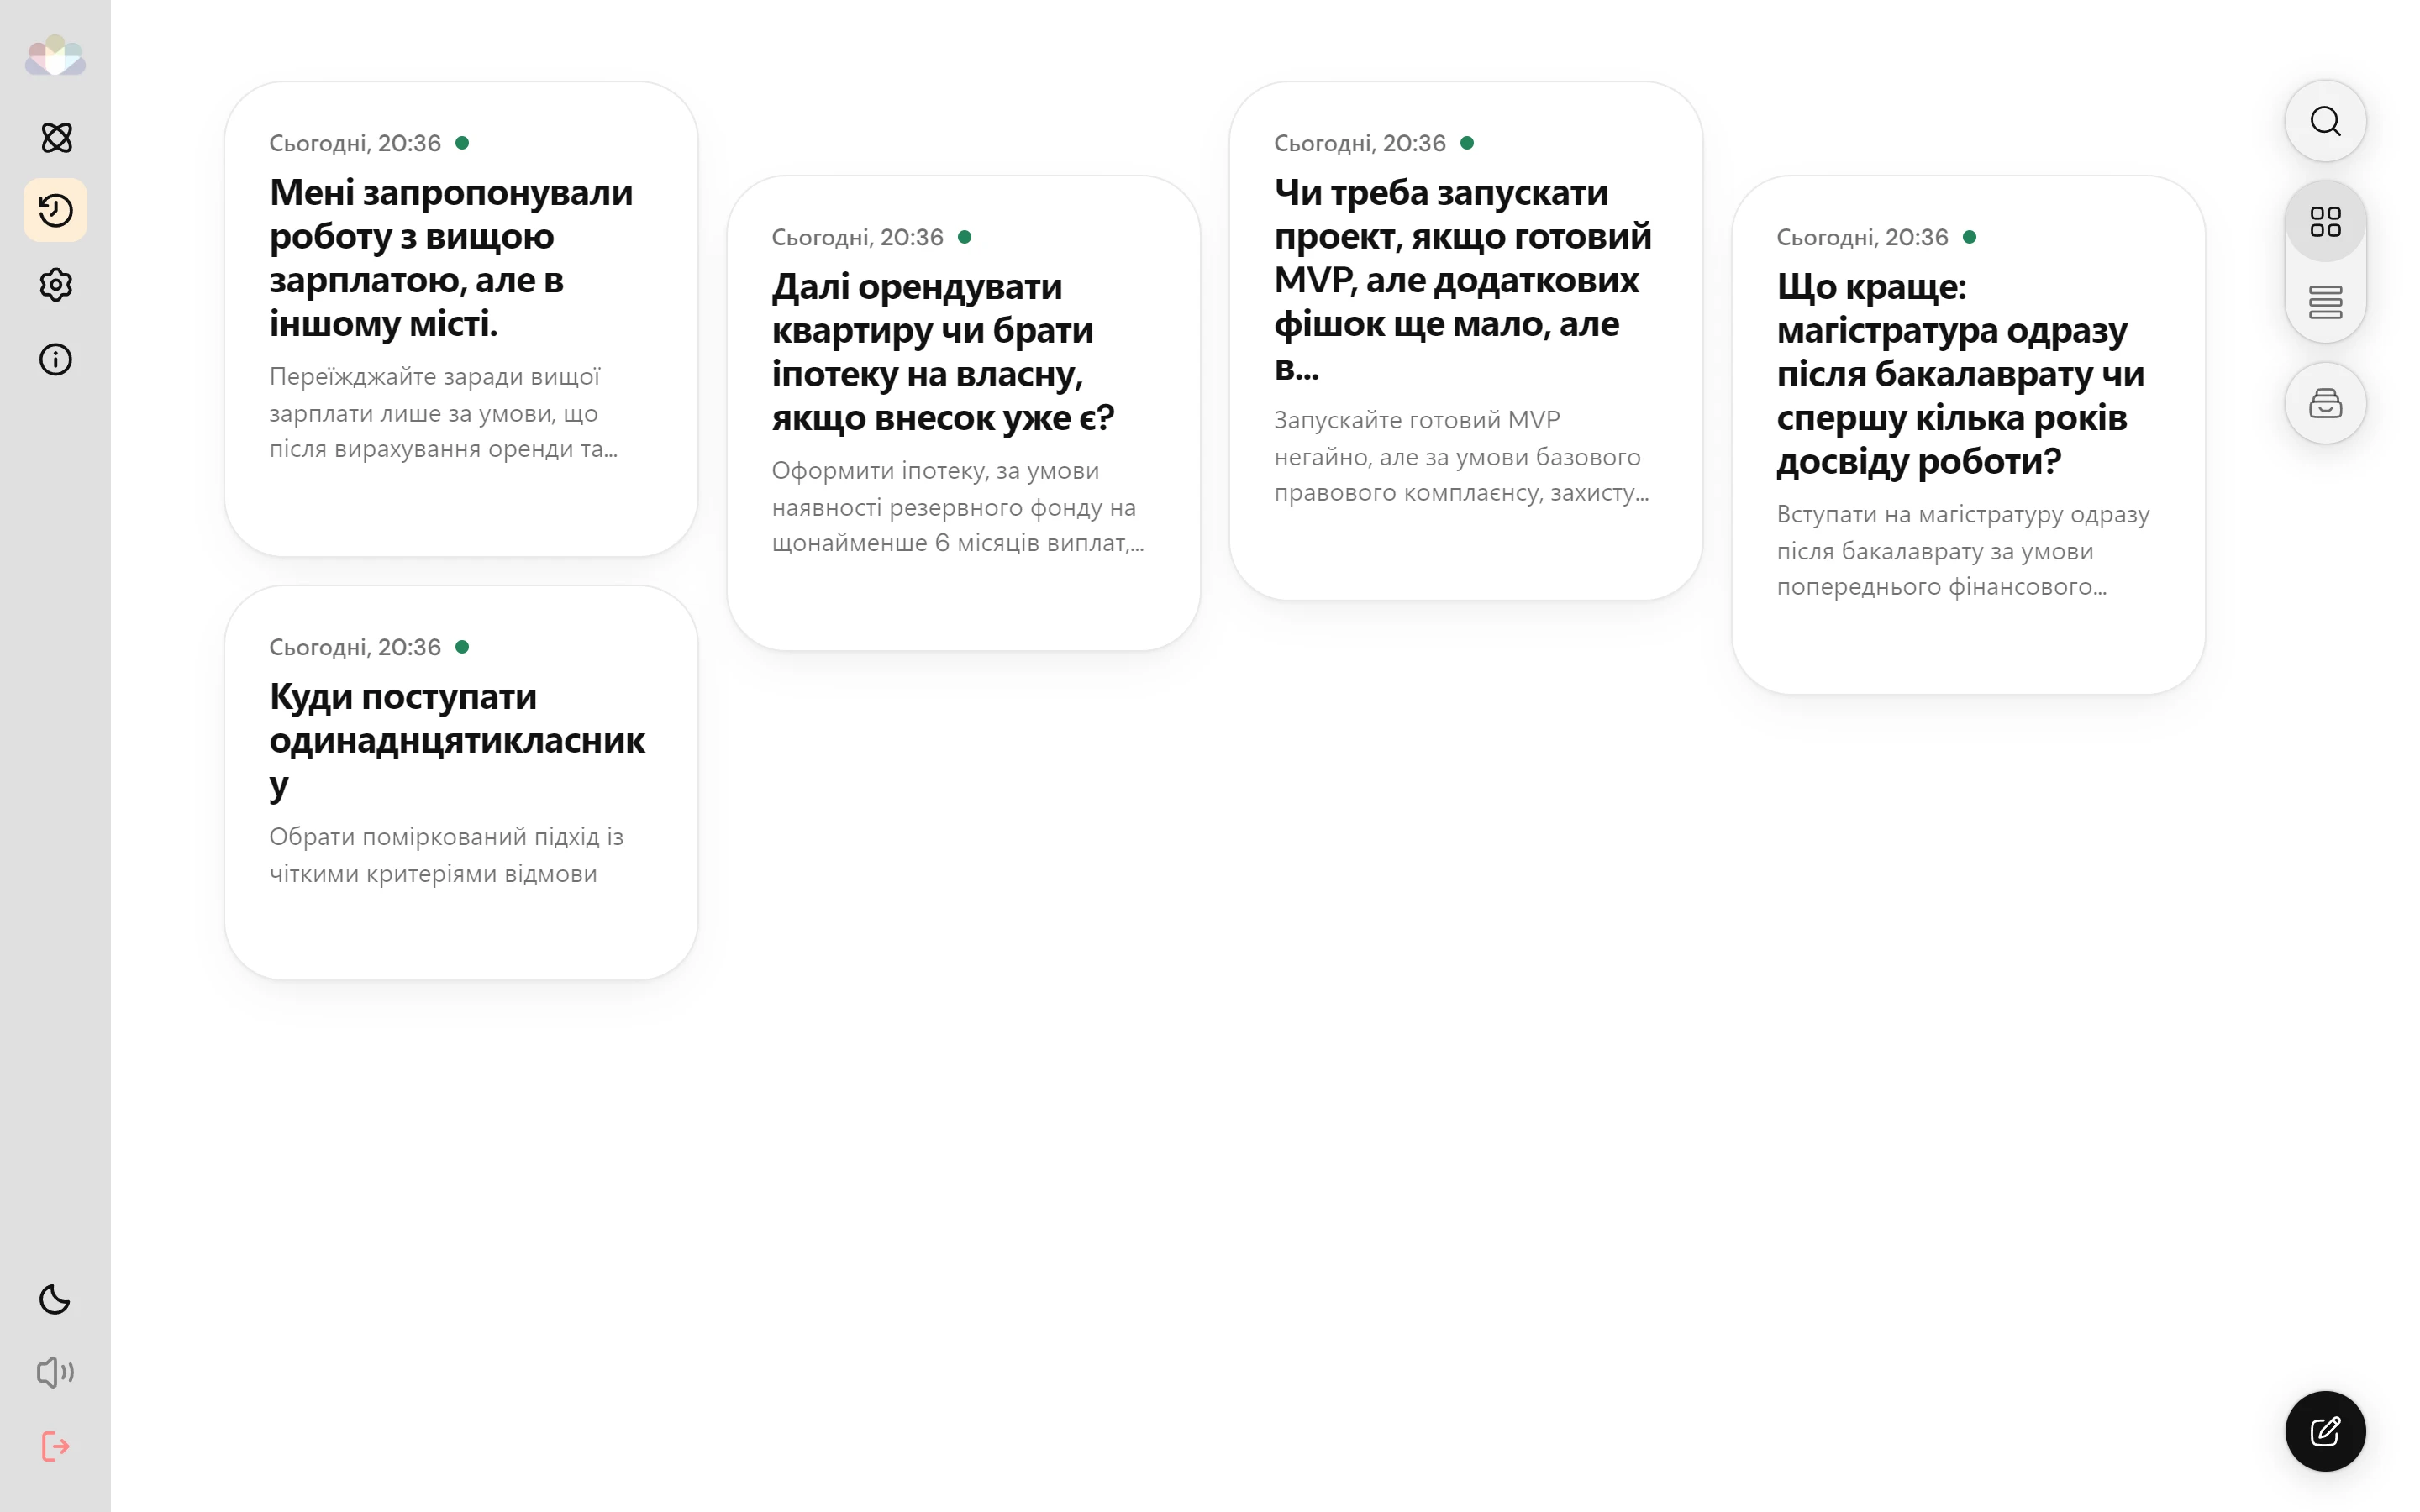 Сьогодні, 20:36
Мені запропонували
роботу з вищою
зарплатою, але в
іншому місті.
Переїжджайте заради вищої
зарплати лише за умови, що
після вирахування оренди та...
Сьогодні, 20:36
Далі орендувати
квартиру чи брати
іпотеку на власну,
якщо внесок уже є?
Оформити іпотеку, за умови
наявності резервного фонду на
щонайменше 6 місяців виплат,...
Сьогодні, 20:36
Чи треба запускати
проект, якщо готовий
MVP, але додаткових
фішок ще мало, але
в...
Запускайте готовий MVP
негайно, але за умови базового
правового комплаєнсу, захисту...
Сьогодні, 20:36
Що краще:
магістратура одразу
після бакалаврату чи
спершу кілька років
досвіду роботи?
Вступати на магістратуру одразу
після бакалаврату за умови
попереднього фінансового...
Сьогодні, 20:36
Куди поступати
одинаднцятикласник
у
Обрати поміркований підхід із
чіткими критеріями відмови